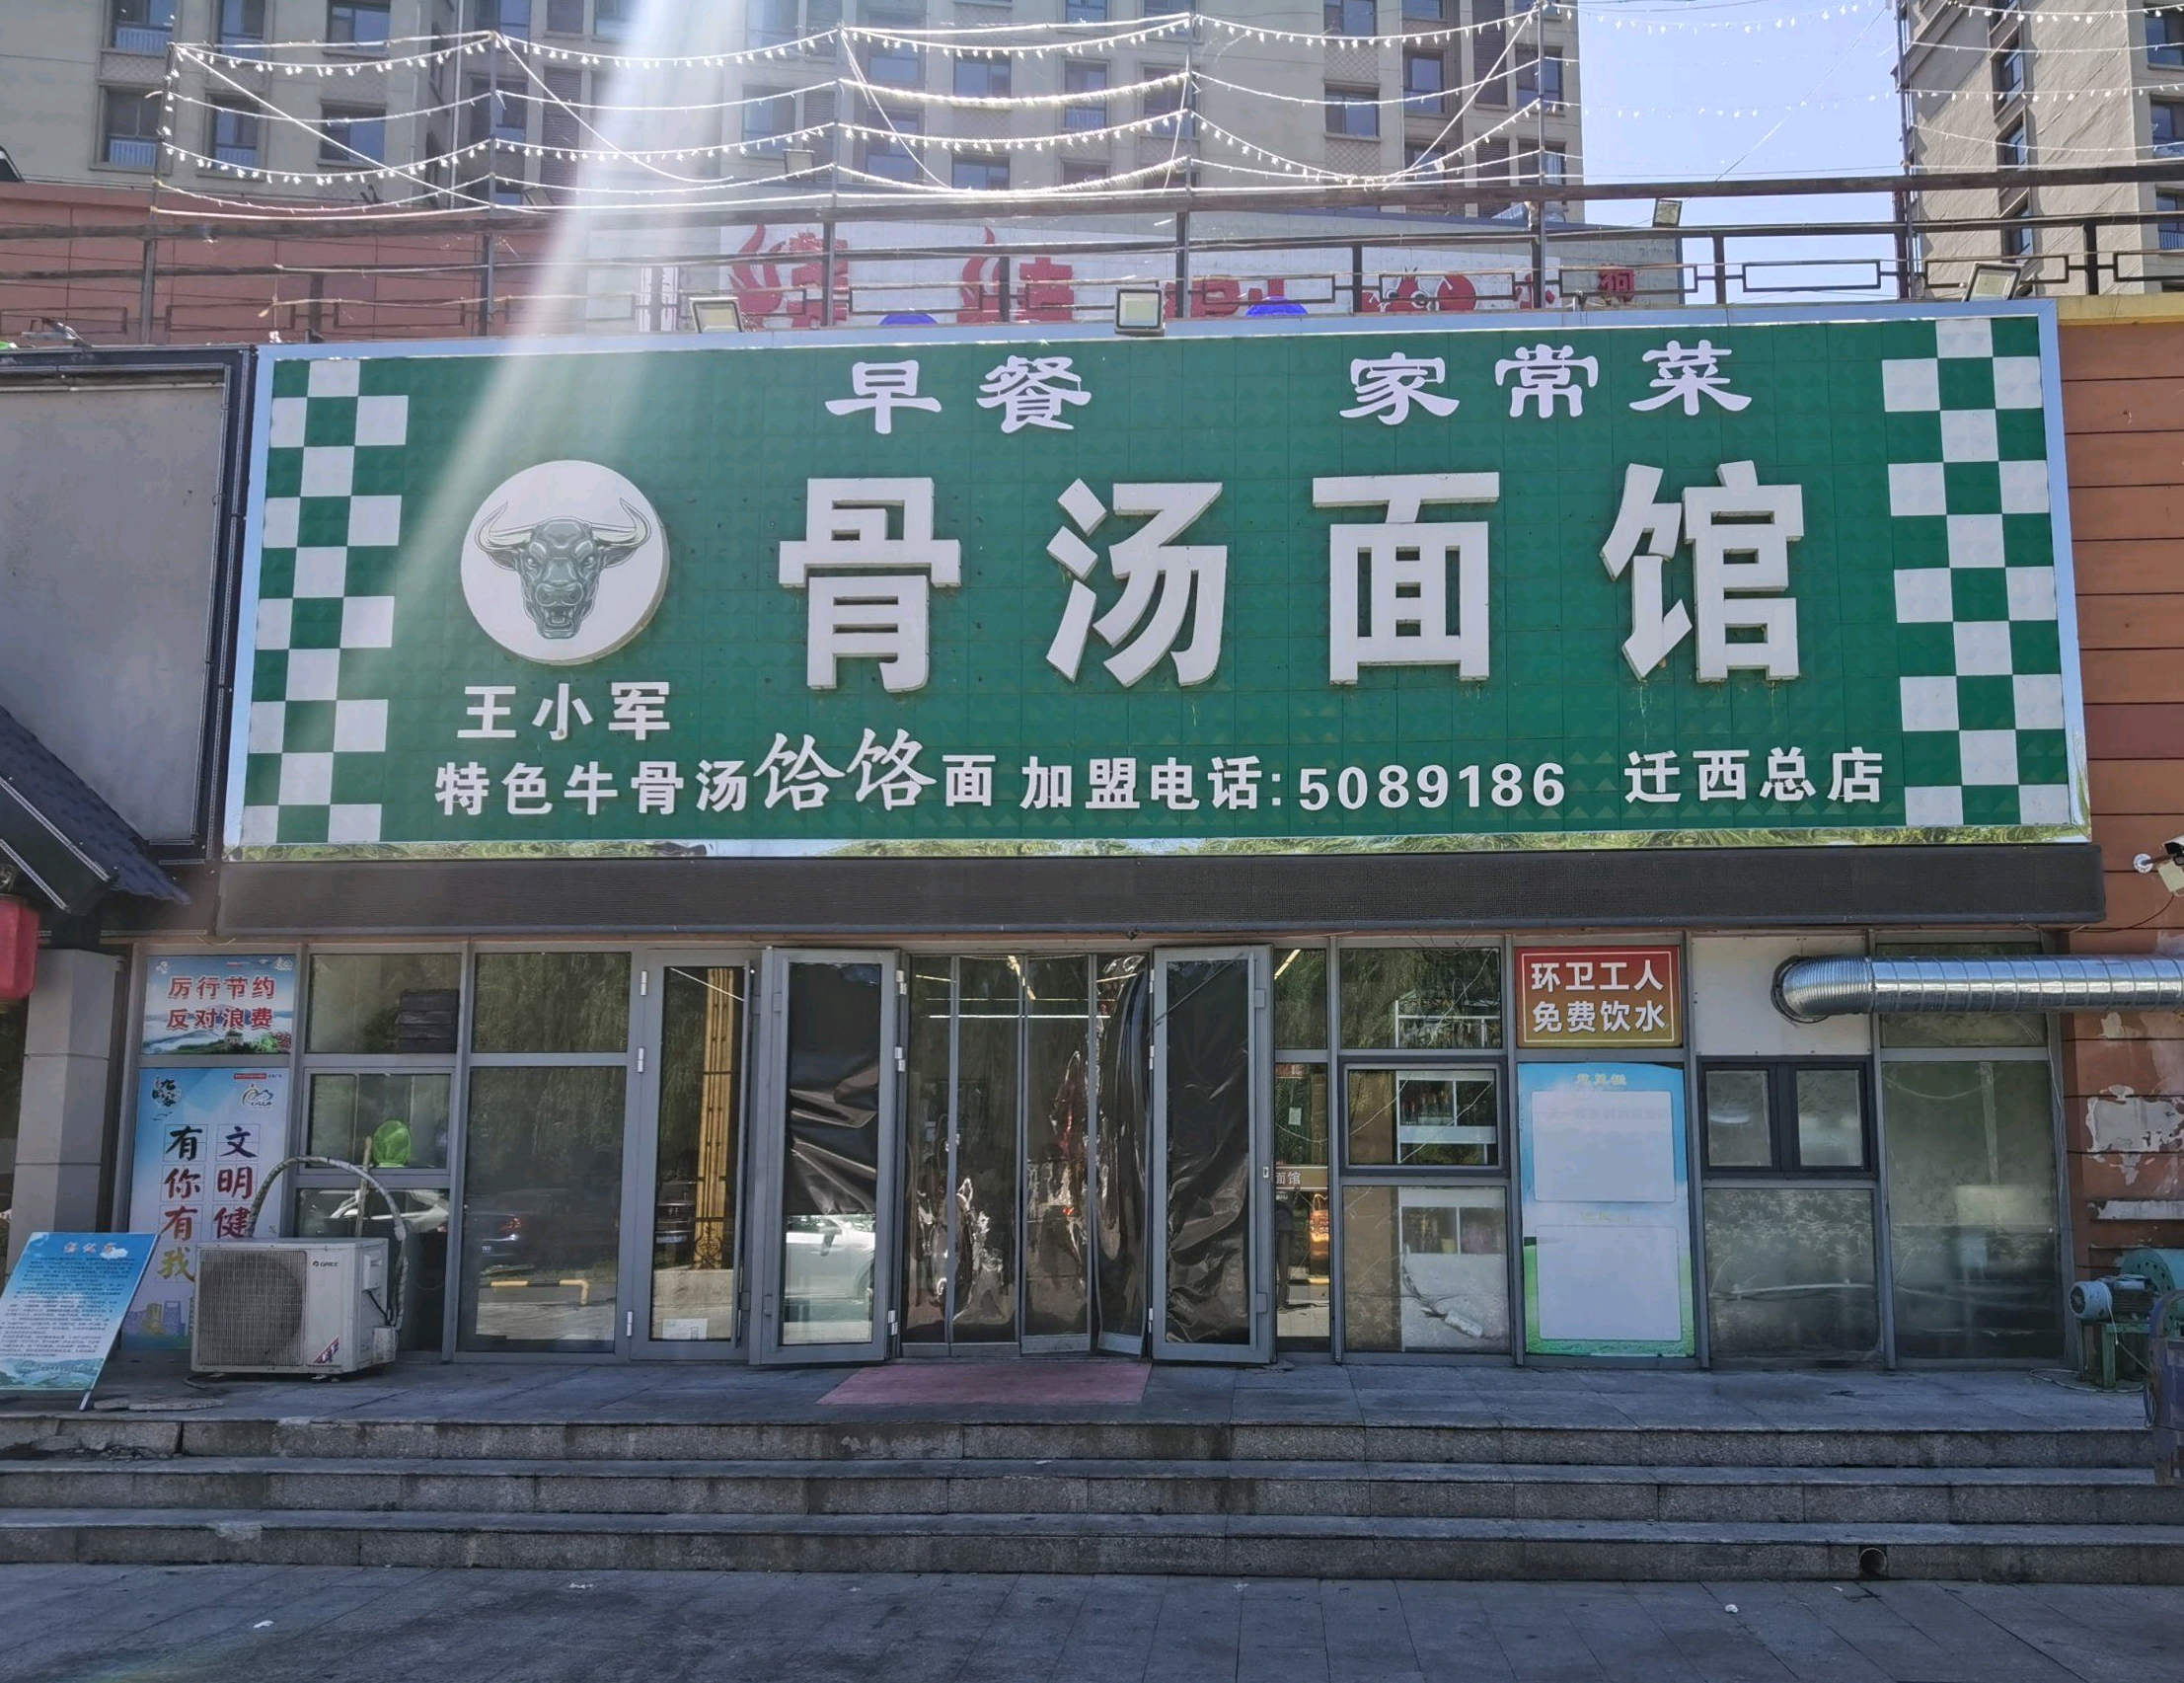 早餐 家常菜
骨汤面馆
王小军
特色牛骨汤饸饹面 加盟电话:5089186 迁西总店
厉行节约
反对浪费
环卫工人
免费饮水
文明健
有你有我
面馆
GREE